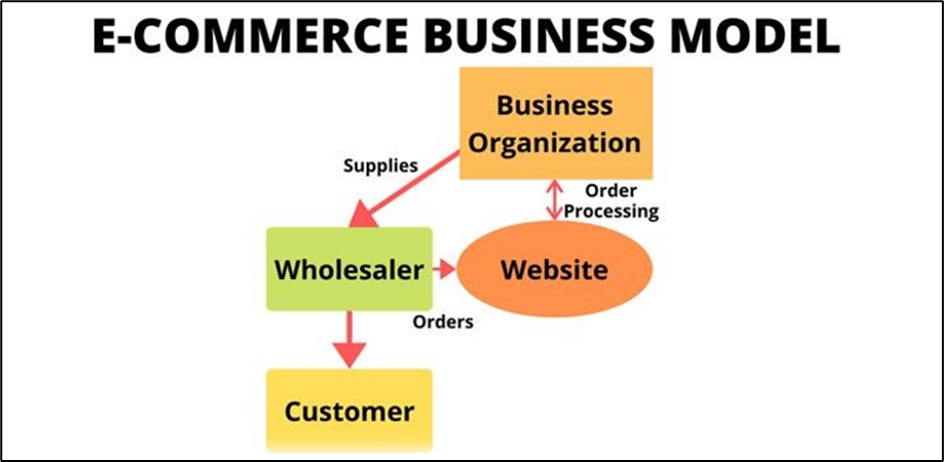 E-COMMERCE BUSINESS MODEL
Business
Organization
Supplies
Order
Processing
Wholesaler
Website
Orders
Customer